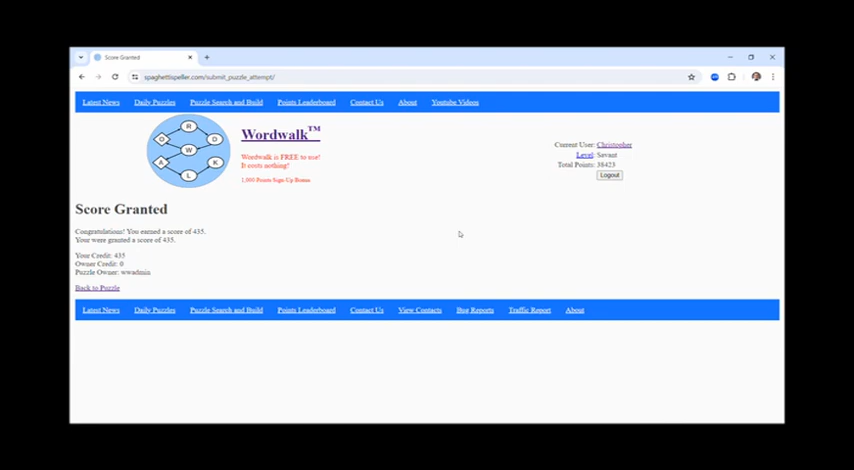 Score Granted
spaghettispeller.com/submit_puzzle_attempt/
Latest News Daily Puzzles Puzzle Search and Build Points Leaderboard Contact Us About Youtube Videos
R
O D
W
A K
L
Wordwalk™
Wordwalk is FREE to use!
It costs nothing!
1,000 Points Sign Up Bonus
Current User: Christopher
Level: Savant
Total Points: 38423
Logout
Score Granted
Congratulations! You earned a score of 435.
Your were granted a score of 435.
Your Credit: 435
Owner Credit: 0
Puzzle Owner: wwadmin
Back to Puzzle
Latest News Daily Puzzles Puzzle Search and Build Points Leaderboard Contact Us View Contacts Bug Reports Traffic Report About